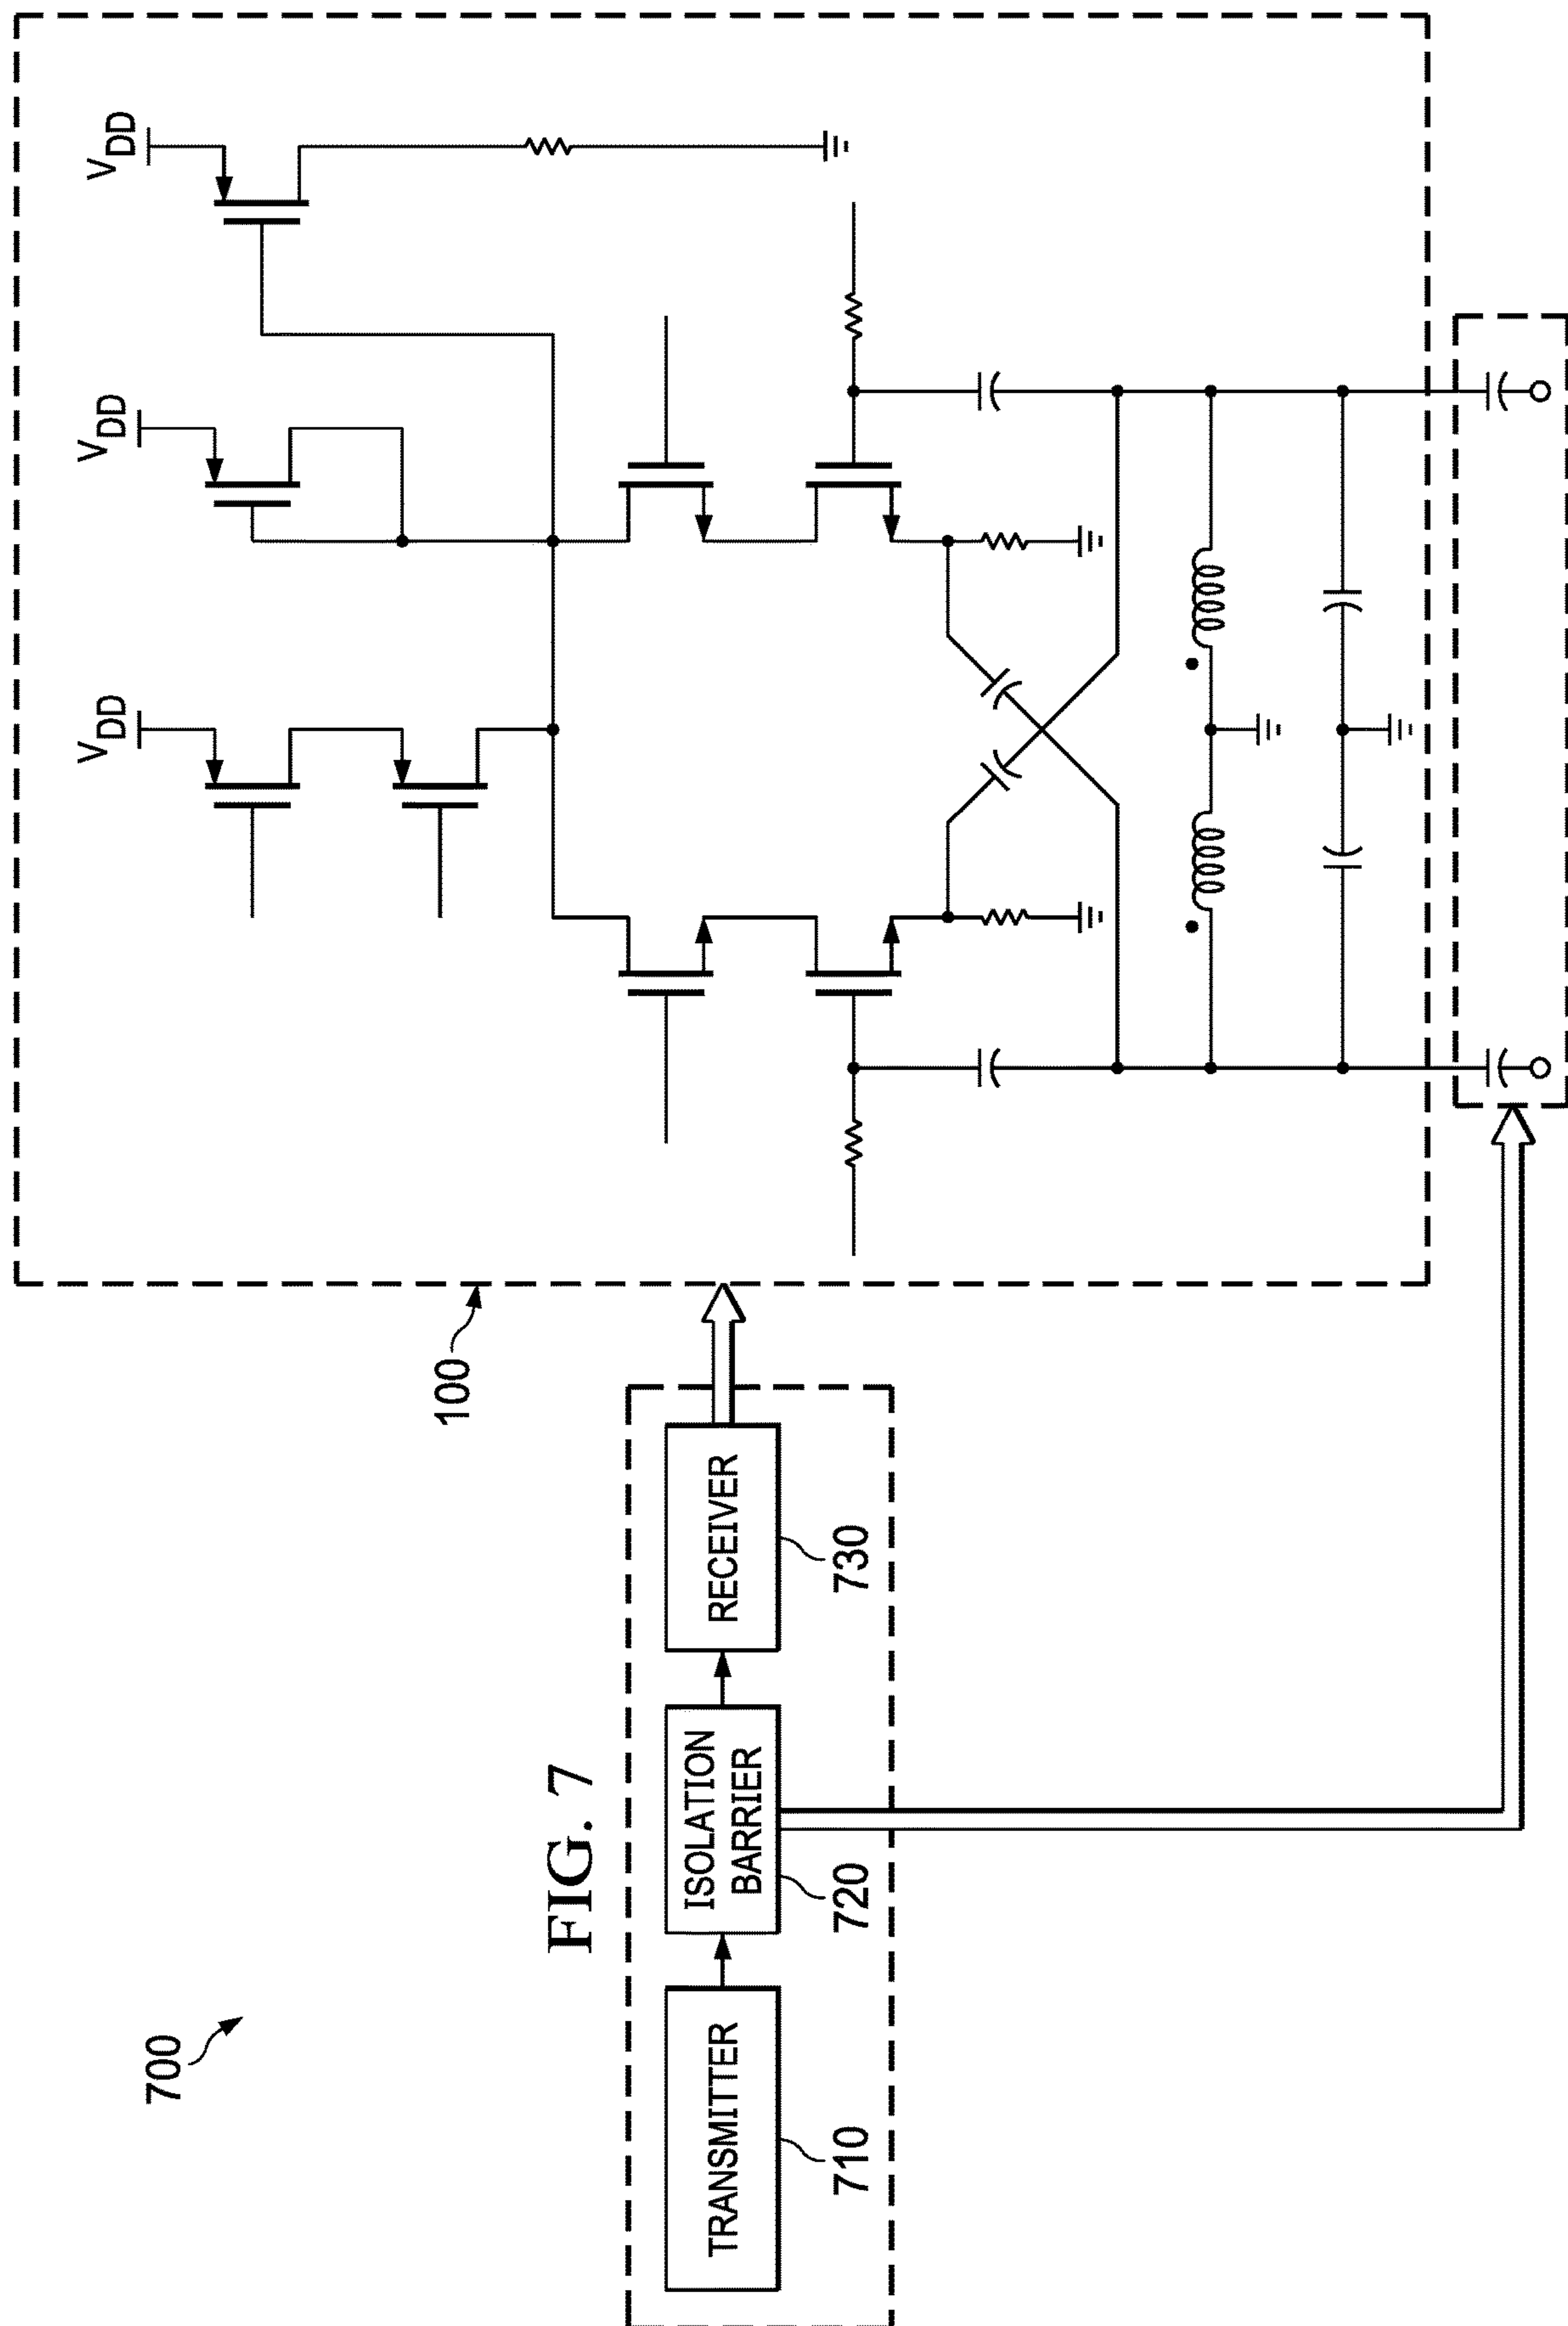 FIG. 7
700
TRANSMITTER
710
ISOLATION
BARRIER
720
RECEIVER
730
100
VDD
VDD
VDD